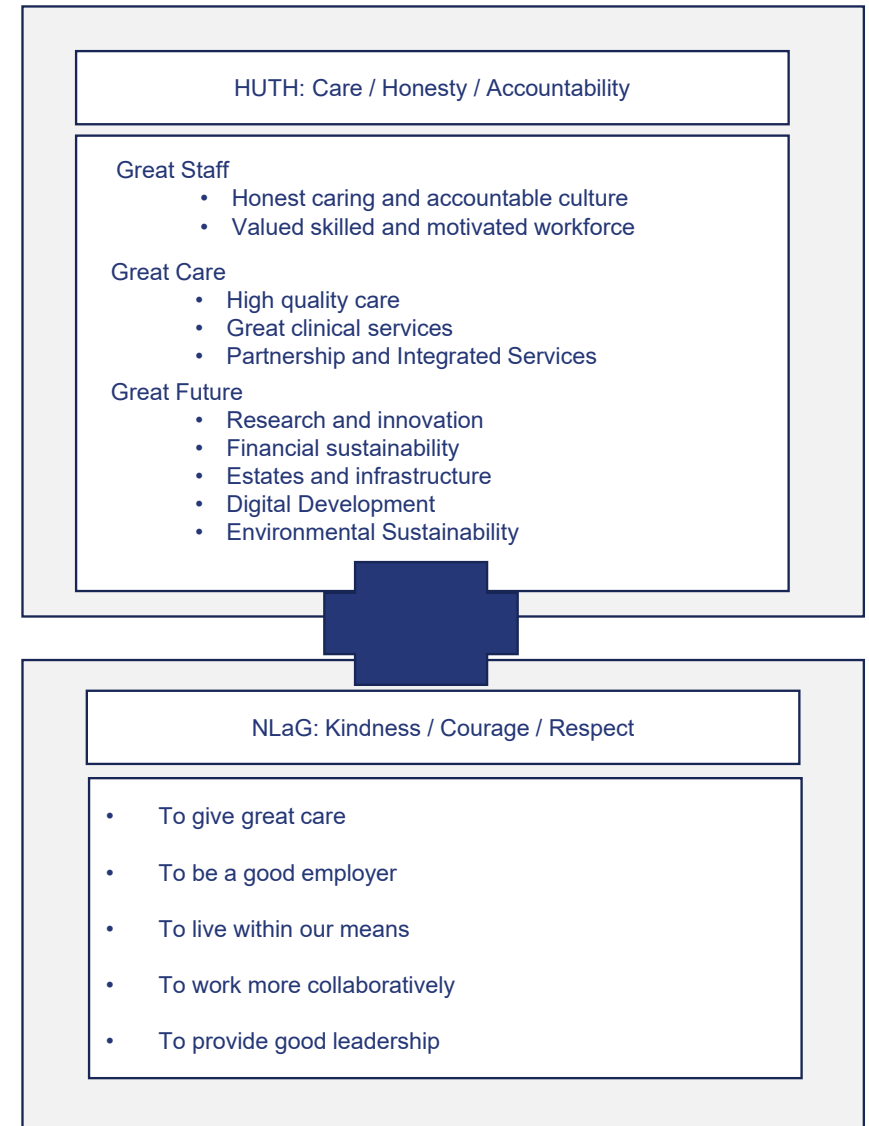 HUTH: Care / Honesty / Accountability
Great Staff
• Honest caring and accountable culture
• Valued skilled and motivated workforce
Great Care
• High quality care
• Great clinical services
• Partnership and Integrated Services
Great Future
• Research and innovation
• Financial sustainability
• Estates and infrastructure
• Digital Development
• Environmental Sustainability
NLaG: Kindness / Courage / Respect
• To give great care
• To be a good employer
• To live within our means
• To work more collaboratively
• To provide good leadership